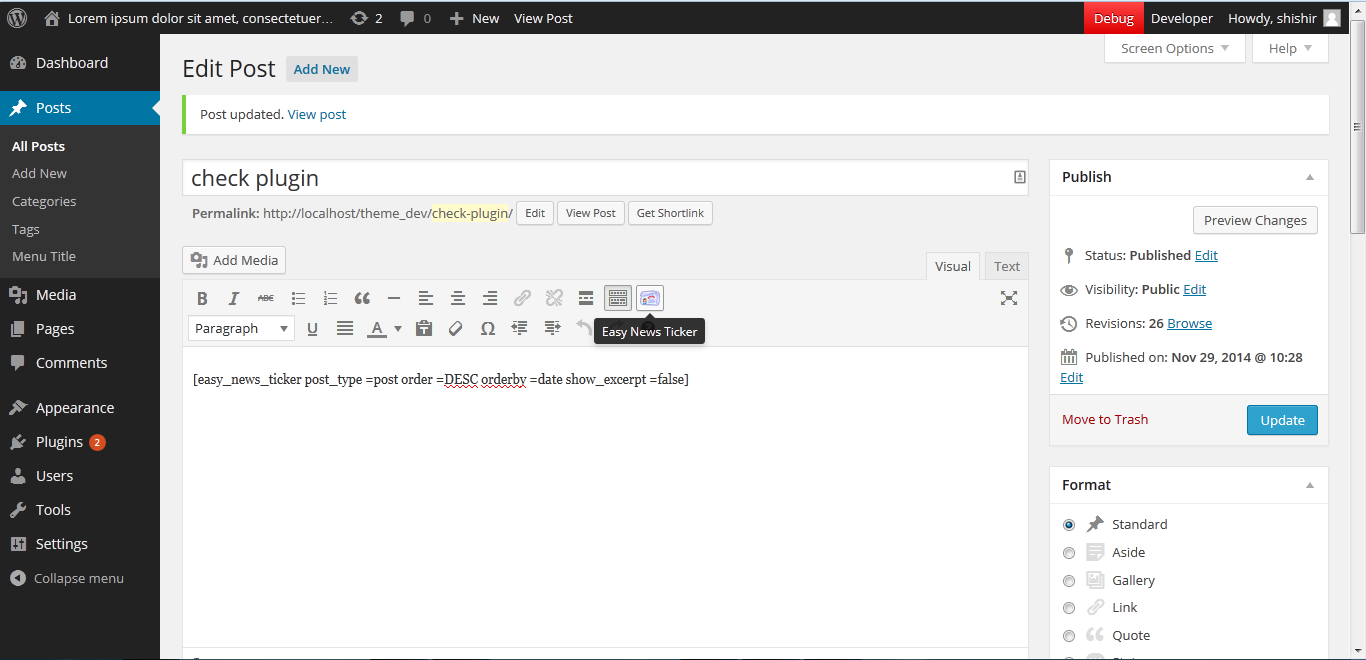 Lorem ipsum dolor sit amet, consectetuer… 2 0 New View Post Debug Developer Howdy, shishir
Screen Options Help
Dashboard
Posts
All Posts
Add New
Categories
Tags
Menu Title
Media
Pages
Comments
Appearance
Plugins 2
Users
Tools
Settings
Collapse menu
Edit Post Add New
Post updated. View post
check plugin
Permalink: http://localhost/theme_dev/check-plugin/ Edit View Post Get Shortlink
Add Media
Visual Text
B I ABC
Paragraph U A Ω
Easy News Ticker
[easy_news_ticker post_type =post order =DESC orderby =date show_excerpt =false]
Publish
Preview Changes
Status: Published Edit
Visibility: Public Edit
Revisions: 26 Browse
Published on: Nov 29, 2014 @ 10:28
Edit
Move to Trash Update
Format
Standard
Aside
Gallery
Link
Quote